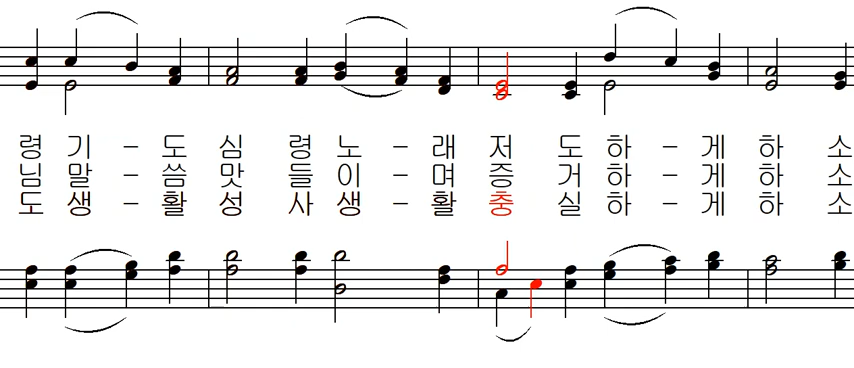 령 기 - 도 심 령 노 - 래 저 도 하 - 게 하 소
님 말 - 씀 맛 들 이 - 며 증 거 하 - 게 하 소
도 생 - 활 성 사 생 - 활 충 실 하 - 게 하 소